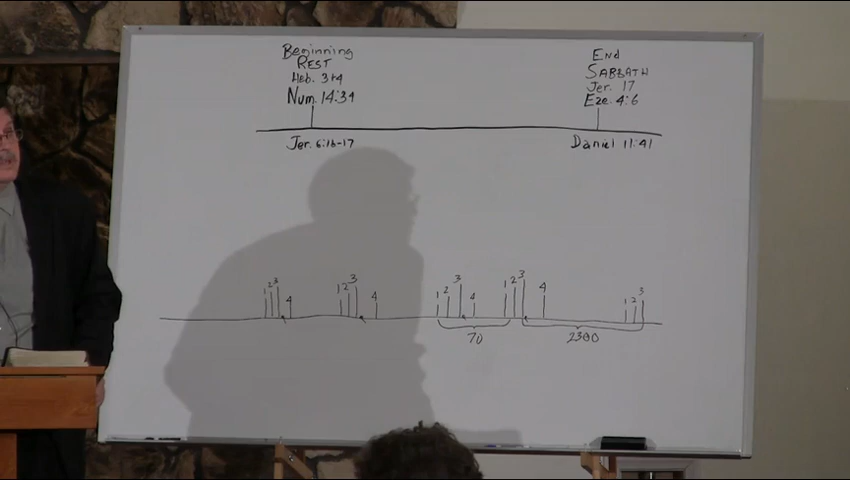 Beginning
REST
Heb. 3+4
Num. 14:34
End
SABBATH
Jer. 17
Eze. 4:6
Jer. 6:16-17
Daniel 11:41
1 2 3 4
1 2 3 4
1 2 3 4
1 2 3 4
1 2 3
70
2300